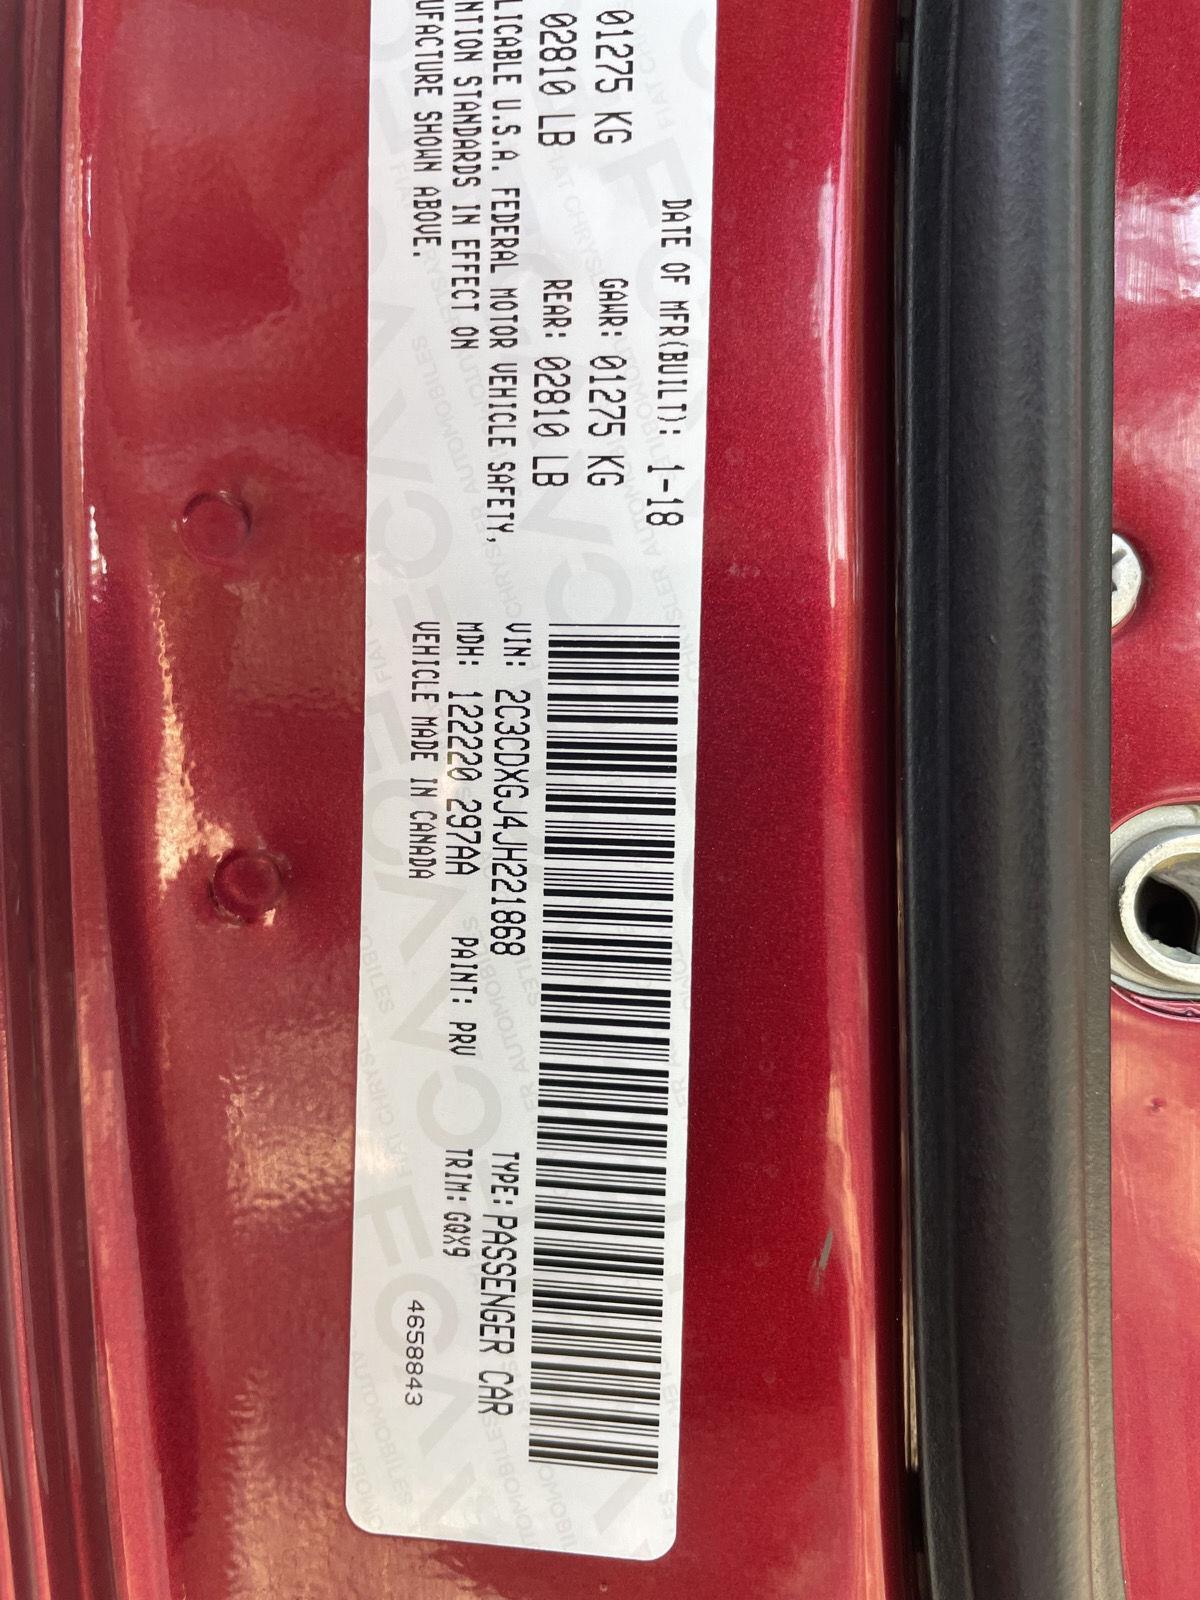 DATE OF MFR(BUILT): 1-18
01275 KG GAWR: 01275 KG
02810 LB REAR: 02810 LB
LICABLE U.S.A. FEDERAL MOTOR VEHICLE SAFETY,
NTION STANDARDS IN EFFECT ON
UFACTURE SHOWN ABOVE.
VIN: 2C3CDXGJ4JH221868 TYPE: PASSENGER CAR
MDH: 122220 297AA PAINT: PRV TRIM: GQX9
VEHICLE MADE IN CANADA 4658843